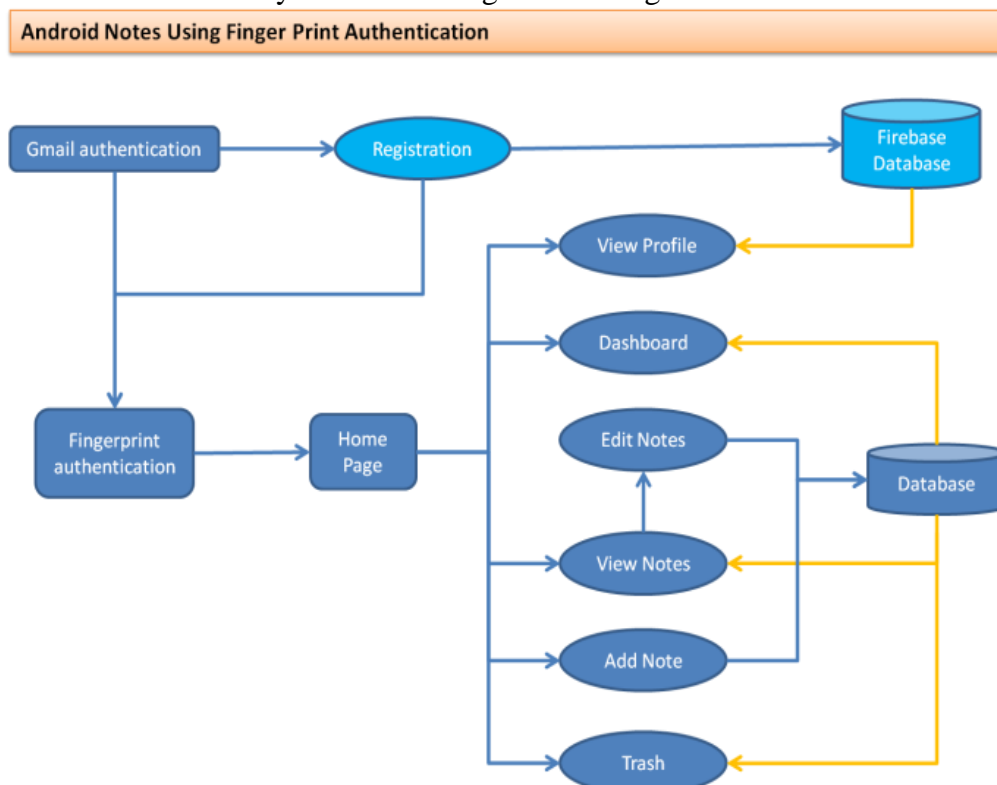 Android Notes Using Finger Print Authentication
Gmail authentication
Registration
Firebase
Database
View Profile
Dashboard
Fingerprint
authentication
Home
Page
Edit Notes
Database
View Notes
Add Note
Trash